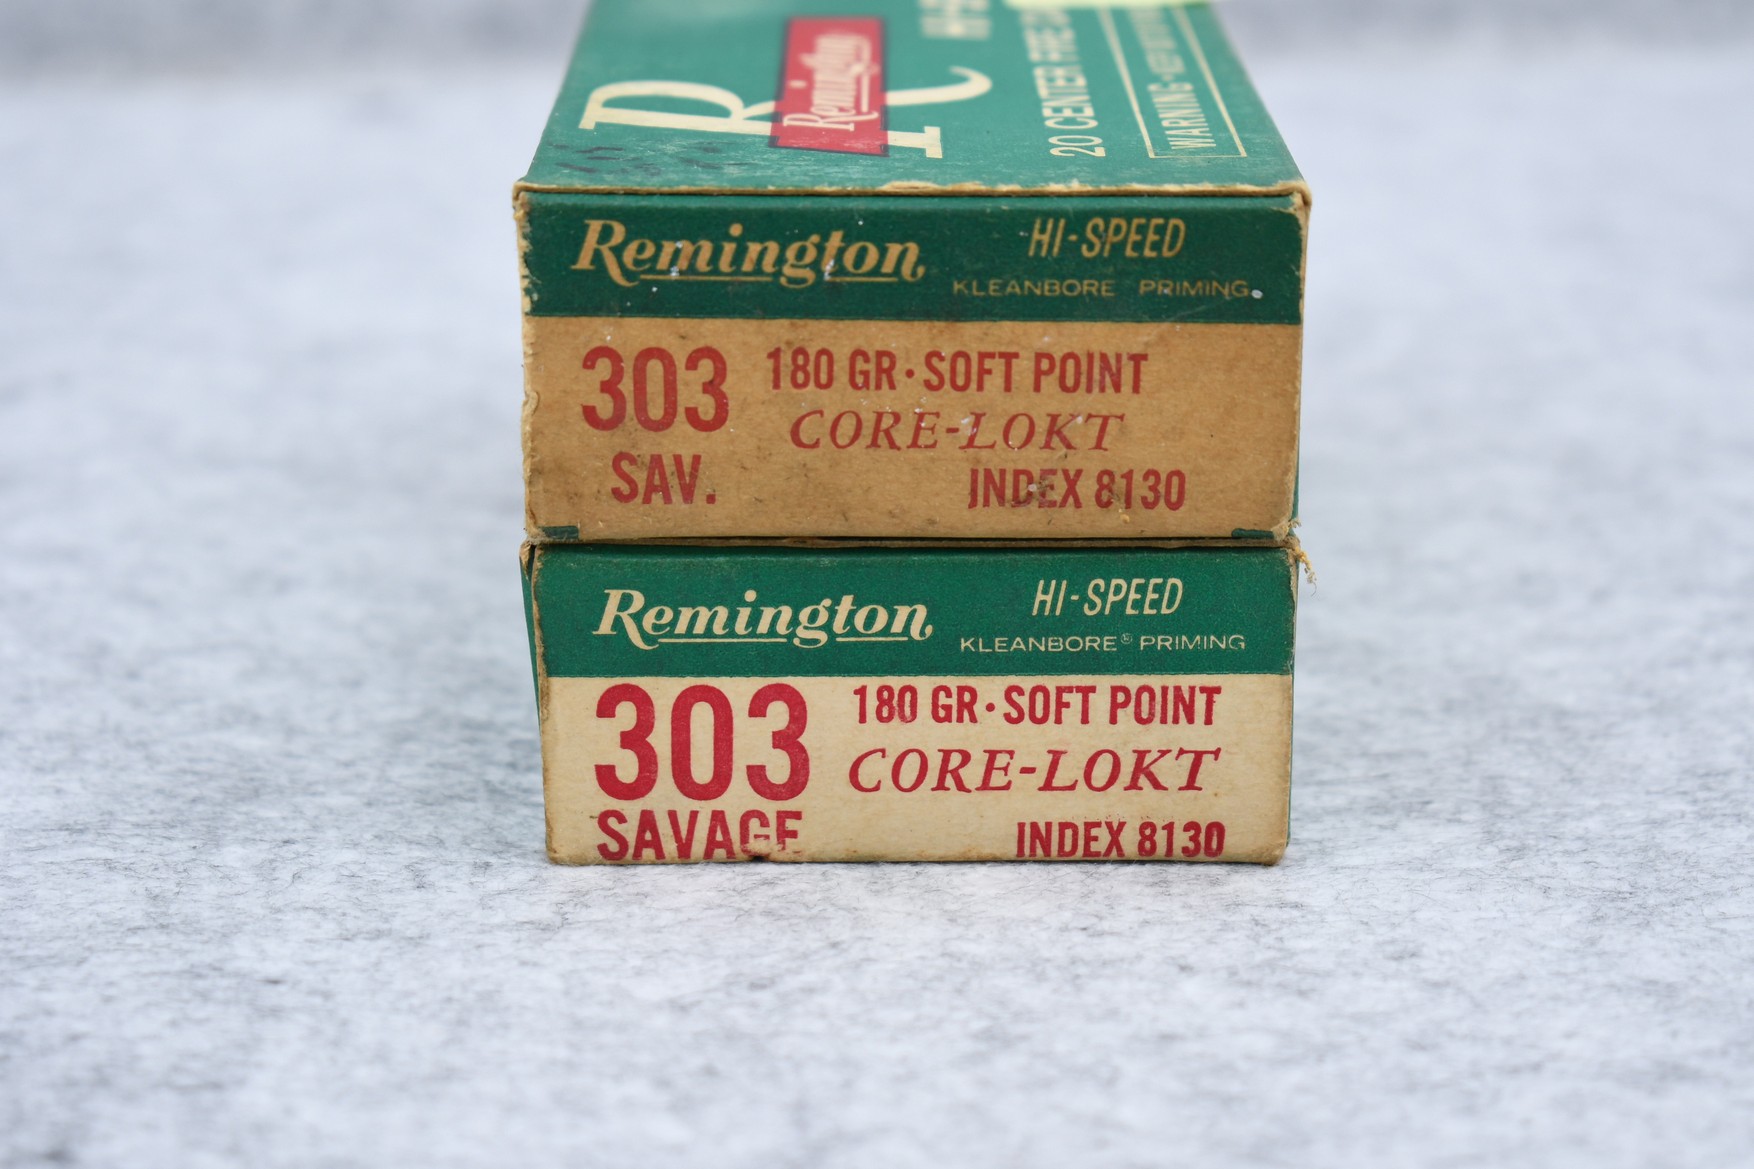 R
Remington
20 CENTER FIRE
WARNING
Remington
HI-SPEED
KLEANBORE PRIMING
303
SAV.
180 GR · SOFT POINT
CORE-LOKT
INDEX 8130
Remington
HI-SPEED
KLEANBORE® PRIMING
303
SAVAGE
180 GR · SOFT POINT
CORE-LOKT
INDEX 8130